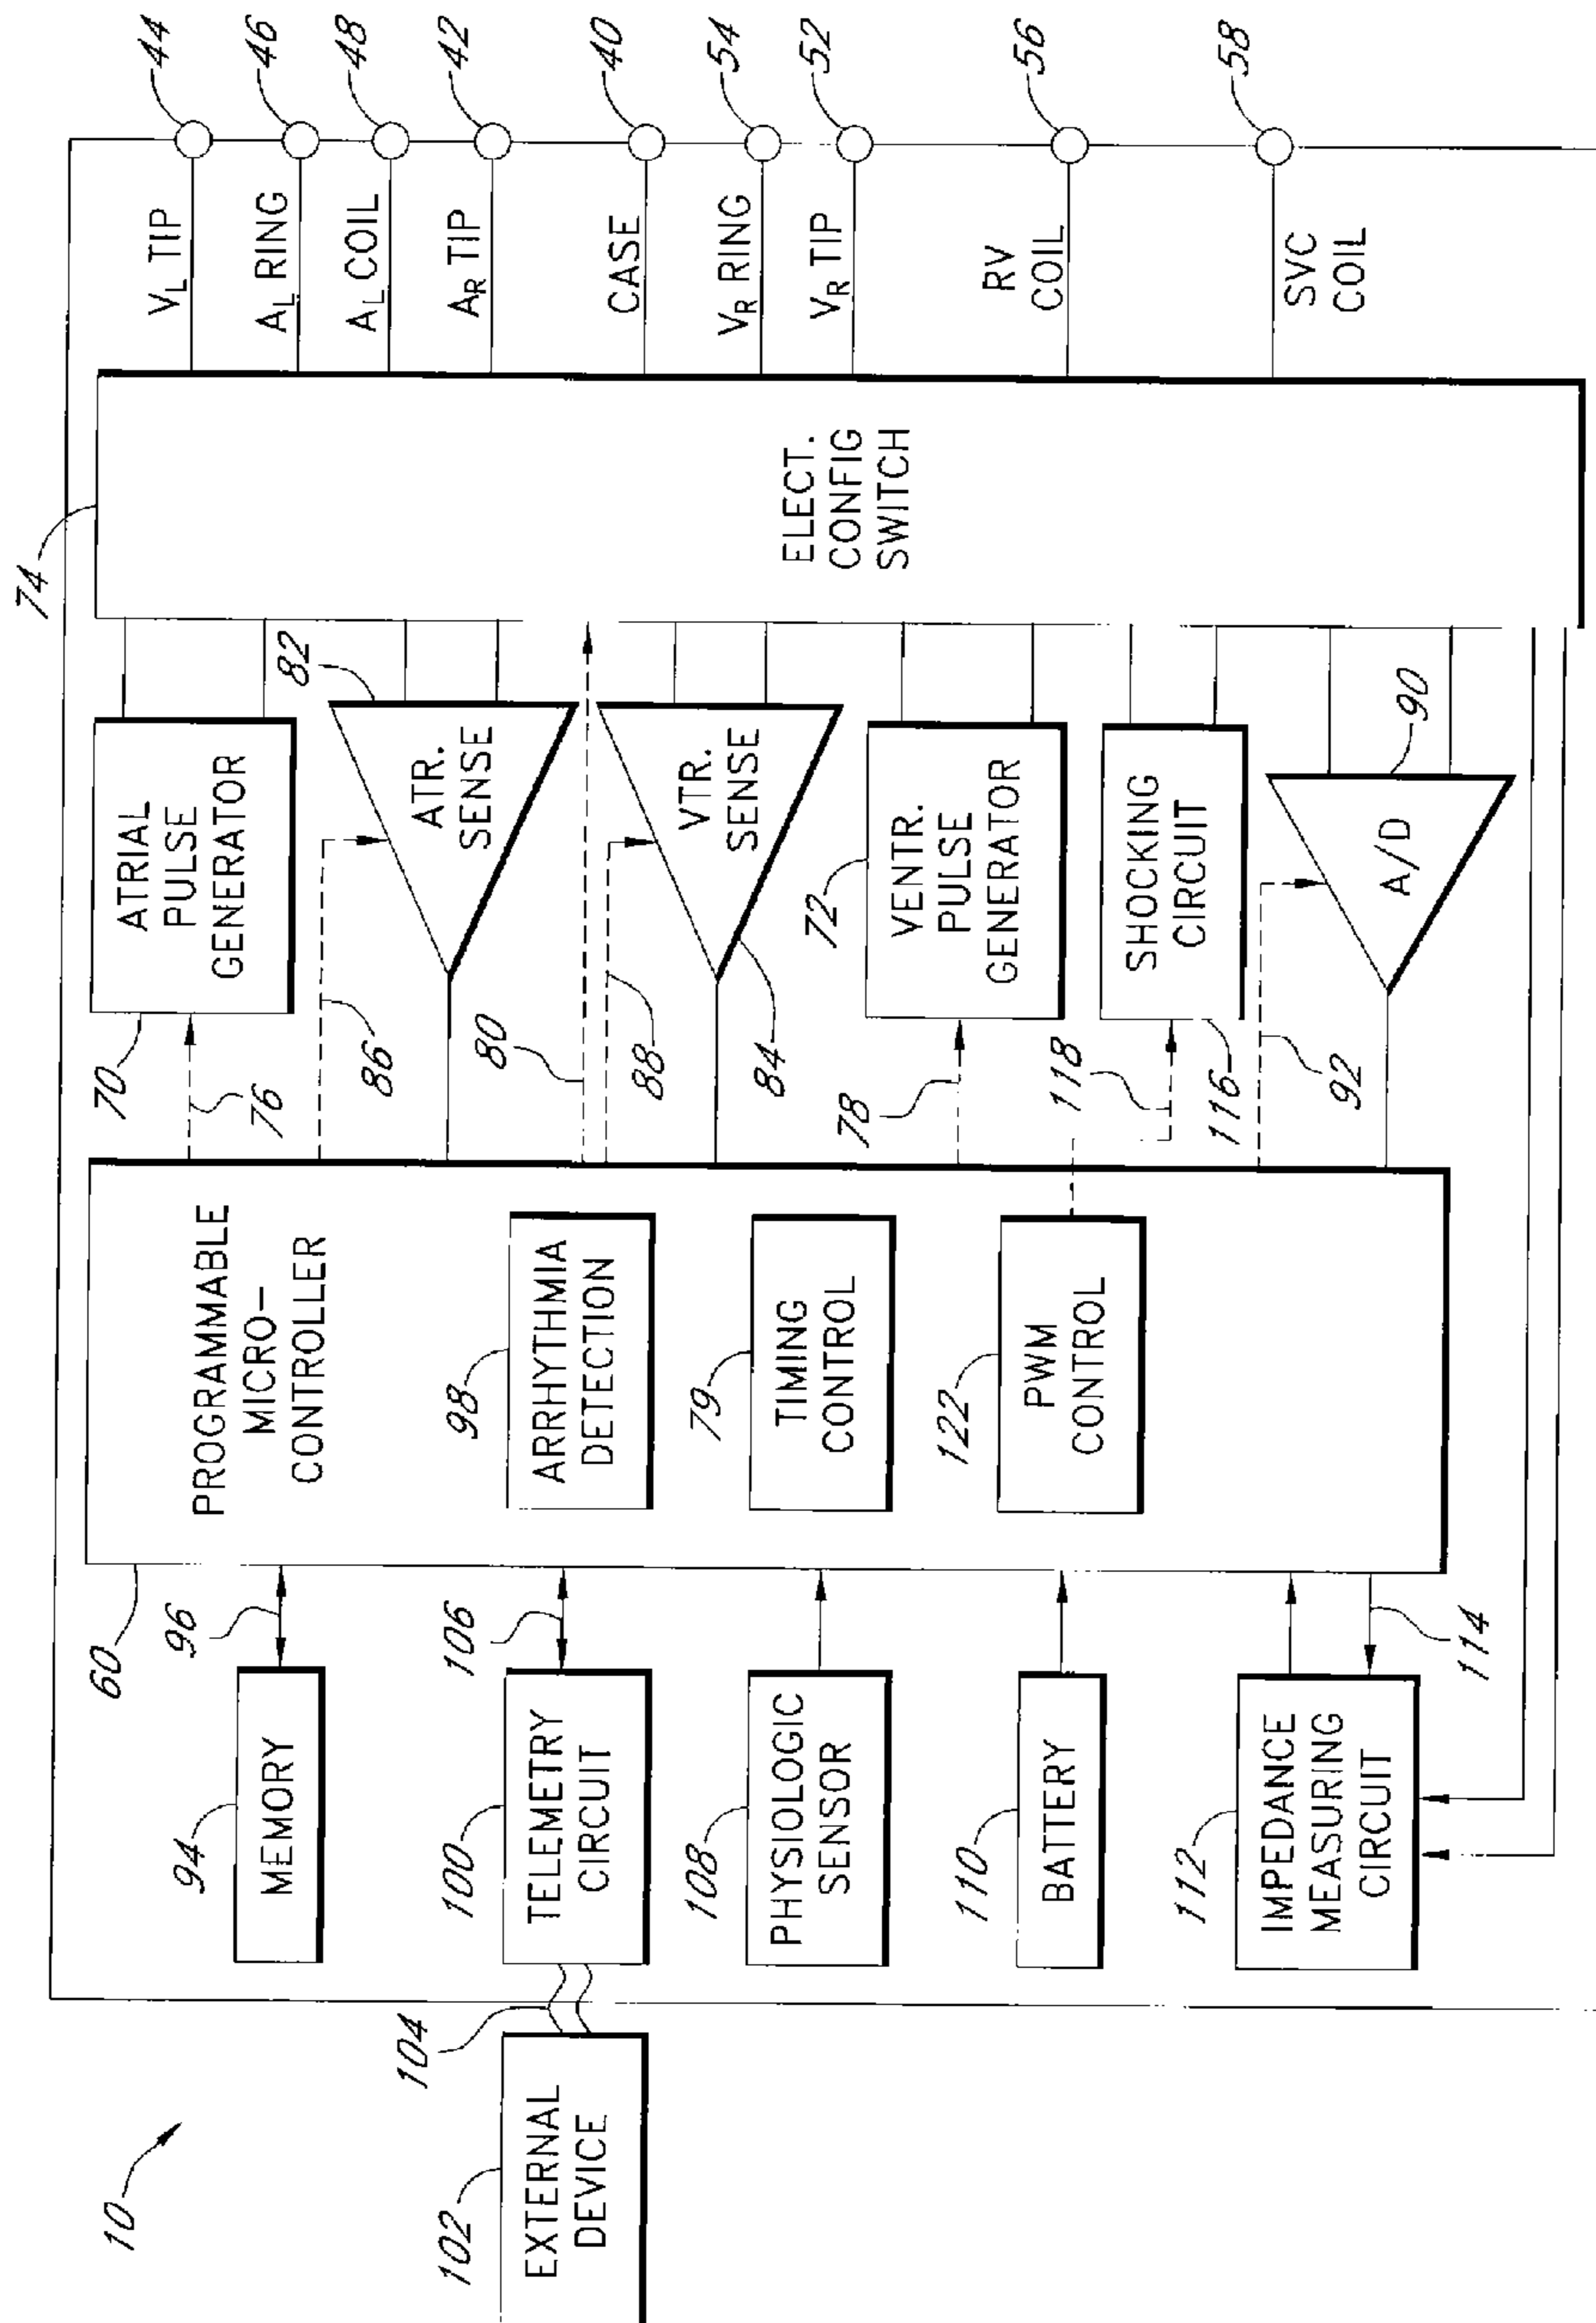 10
74
44
46
48
42
40
54
52
56
58
V_L TIP
A_L RING
A_L COIL
A_R TIP
CASE
V_R RING
V_R TIP
RV
COIL
SVC
COIL
ELECT.
CONFIG
SWITCH
ATRIAL
PULSE
GENERATOR
70
76
82
ATR.
SENSE
86
80
VTR.
SENSE
88
84
72
VENTR.
PULSE
GENERATOR
78
SHOCKING
CIRCUIT
118
116
90
A/D
92
PROGRAMMABLE
MICRO-
CONTROLLER
60
98
ARRHYTHMIA
DETECTION
79
TIMING
CONTROL
122
PWM
CONTROL
96
94
MEMORY
106
100
TELEMETRY
CIRCUIT
104
102
EXTERNAL
DEVICE
108
PHYSIOLOGIC
SENSOR
110
BATTERY
114
112
IMPEDANCE
MEASURING
CIRCUIT